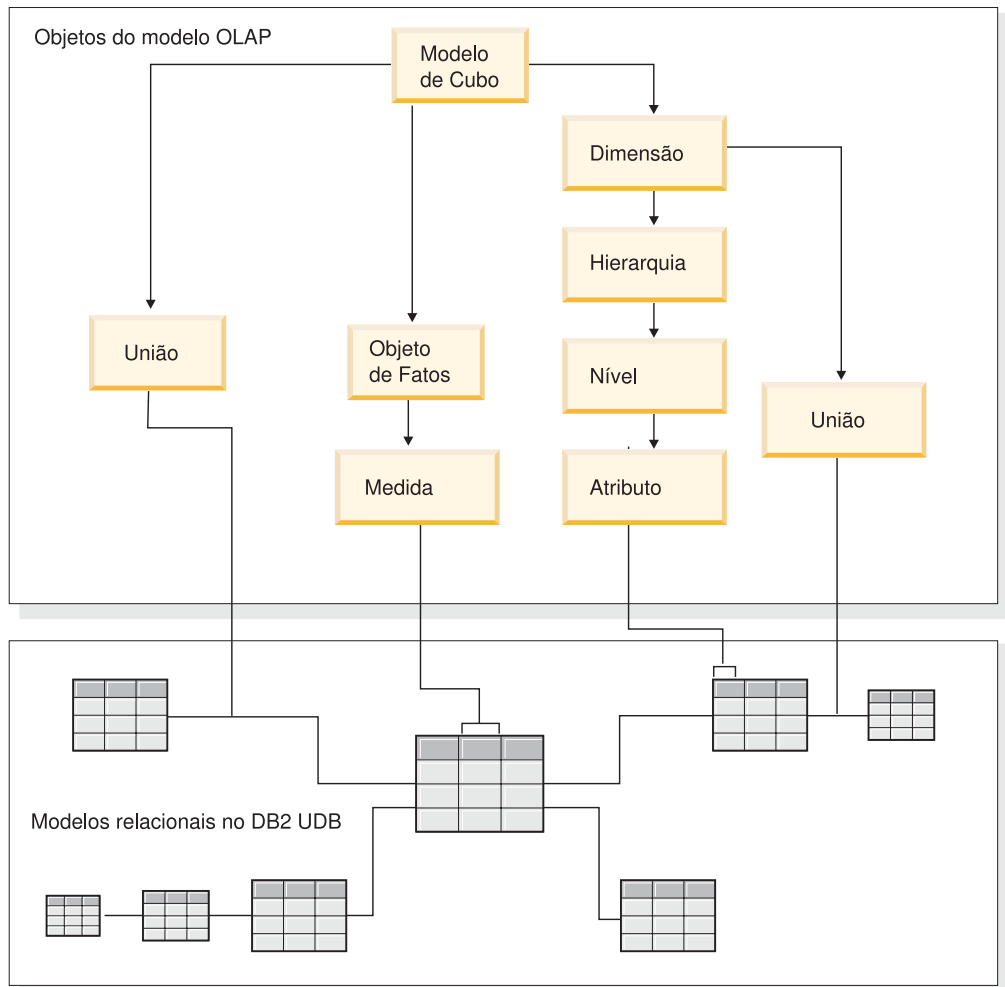 Objetos do modelo OLAP
Modelo
de Cubo
Dimensão
Hierarquia
União
Objeto
de Fatos
Nível
União
Medida
Atributo
Modelos relacionais no DB2 UDB